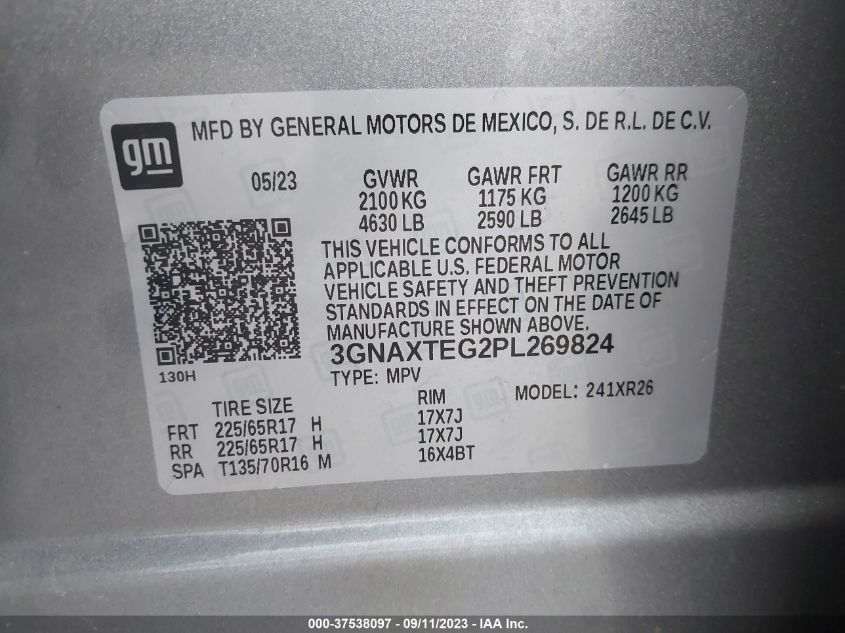 gm
MFD BY GENERAL MOTORS DE MEXICO, S. DE R.L. DE C.V.
05/23 GVWR GAWR FRT GAWR RR
2100 KG 1175 KG 1200 KG
4630 LB 2590 LB 2645 LB
THIS VEHICLE CONFORMS TO ALL
APPLICABLE U.S. FEDERAL MOTOR
VEHICLE SAFETY AND THEFT PREVENTION
STANDARDS IN EFFECT ON THE DATE OF
MANUFACTURE SHOWN ABOVE.
3GNAXTEG2PL269824
130H
TYPE: MPV
MODEL: 241XR26
TIRE SIZE RIM
FRT 225/65R17 H 17X7J
RR 225/65R17 H 17X7J
SPA T135/70R16 M 16X4BT
000-37538097 - 09/11/2023 - IAA Inc.